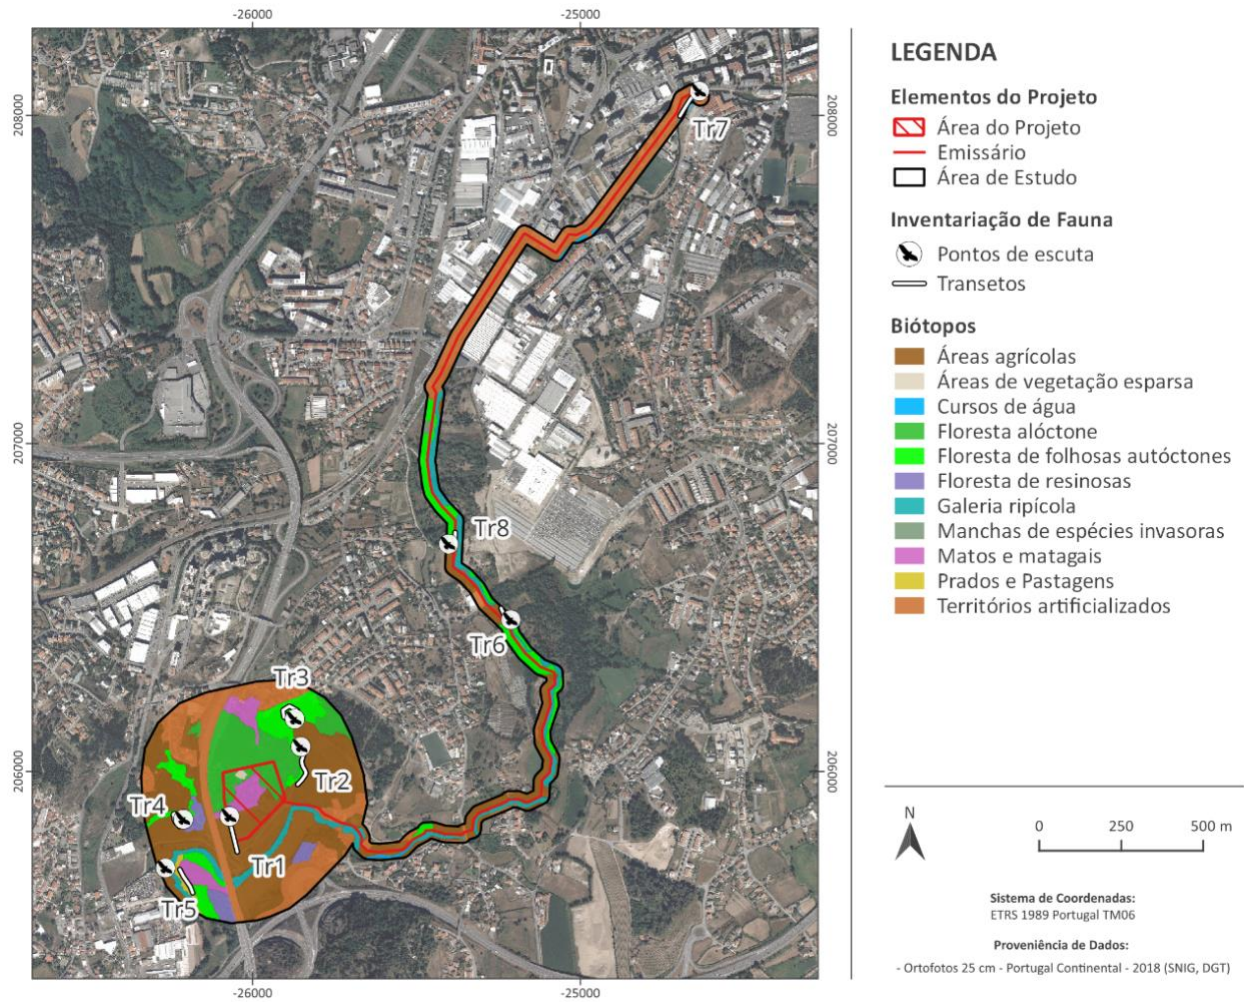 -26000
-25000
208000
208000
207000
207000
206000
206000
-26000
-25000
Tr7
Tr8
Tr6
Tr3
Tr2
Tr4
Tr1
Tr5
LEGENDA
Elementos do Projeto
Área do Projeto
Emissário
Área de Estudo
Inventariação de Fauna
Pontos de escuta
Transetos
Biótopos
Áreas agrícolas
Áreas de vegetação esparsa
Cursos de água
Floresta alóctone
Floresta de folhosas autóctones
Floresta de resinosas
Galeria ripícola
Manchas de espécies invasoras
Matos e matagais
Prados e Pastagens
Territórios artificializados
N
0 250 500 m
Sistema de Coordenadas:
ETRS 1989 Portugal TM06
Proveniência de Dados:
- Ortofotos 25 cm - Portugal Continental - 2018 (SNIG, DGT)